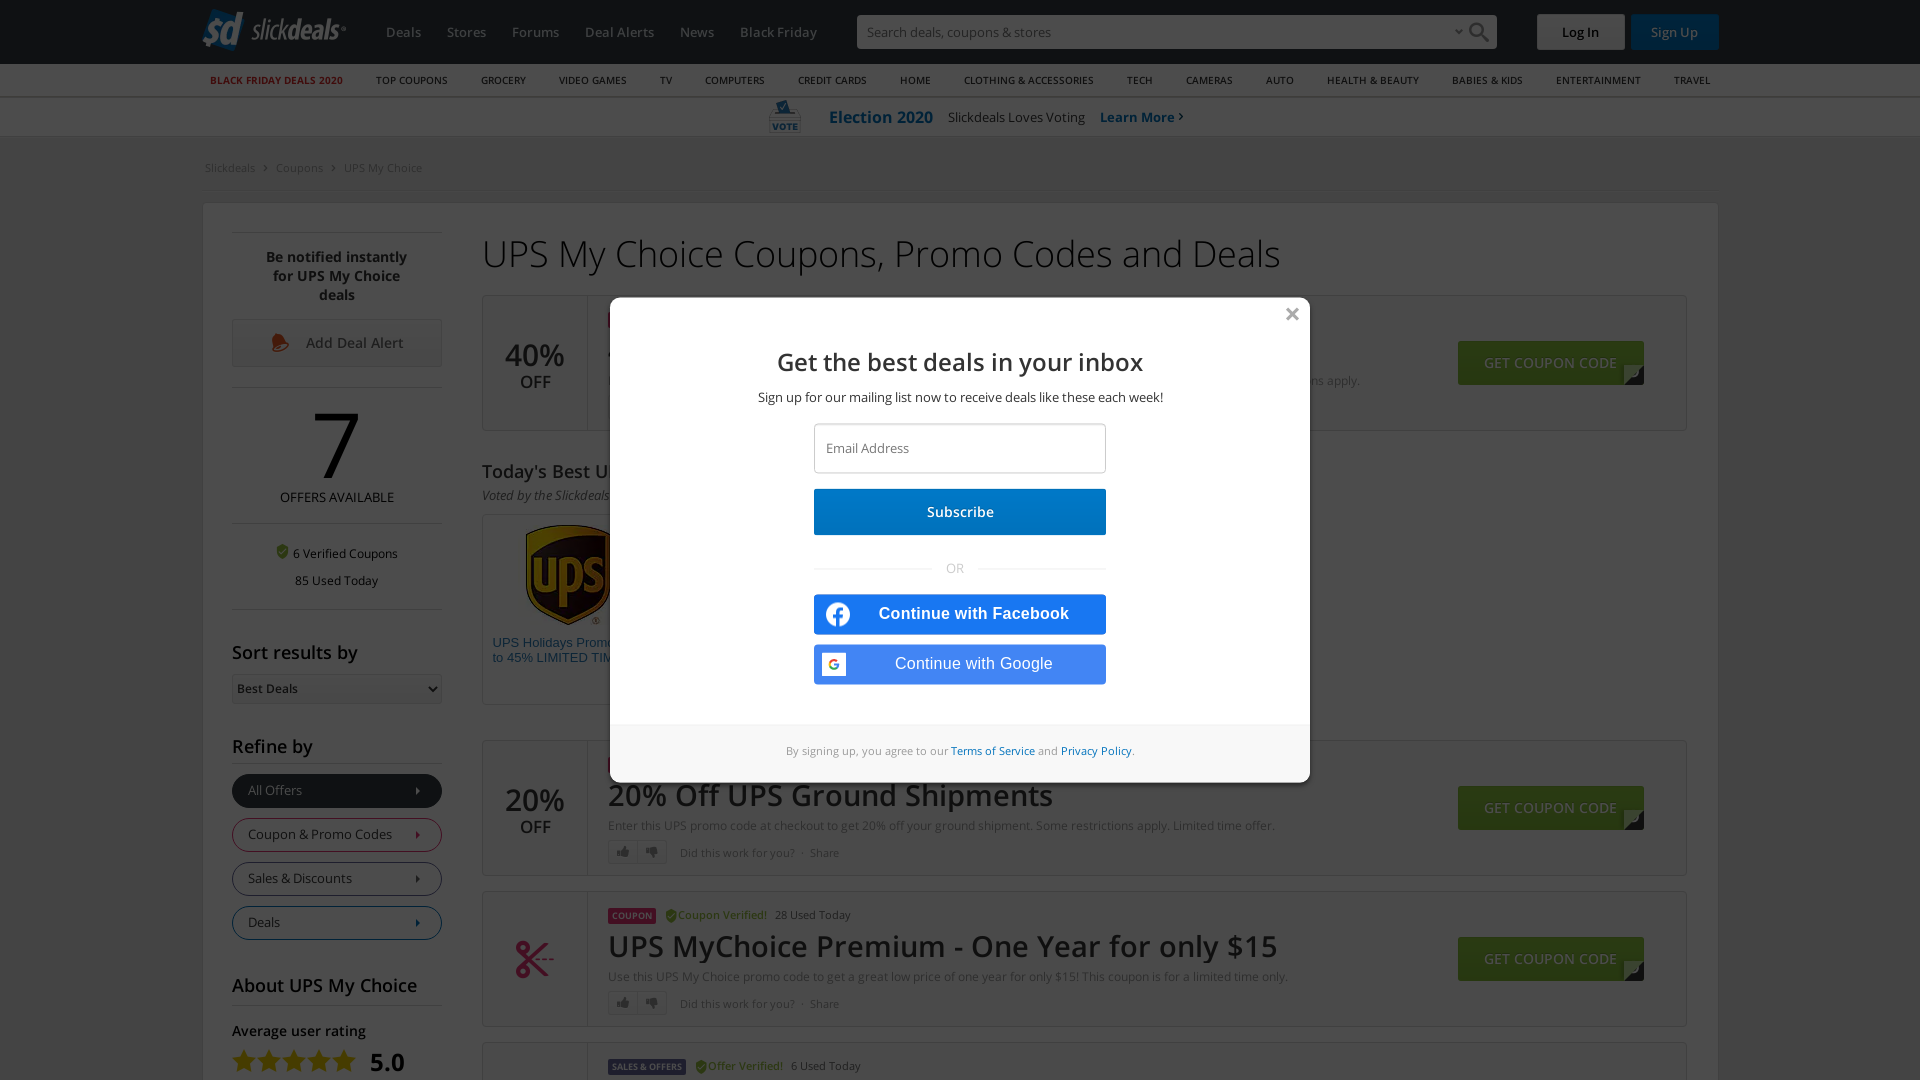 sd slickdeals
Deals
Stores
Forums
Deal Alerts
News
Black Friday
Search deals, coupons & stores
Log In
Sign Up
BLACK FRIDAY DEALS 2020
TOP COUPONS
GROCERY
VIDEO GAMES
TV
COMPUTERS
CREDIT CARDS
HOME
CLOTHING & ACCESSORIES
TECH
CAMERAS
AUTO
HEALTH & BEAUTY
BABIES & KIDS
ENTERTAINMENT
TRAVEL
VOTE
Election 2020 Slickdeals Loves Voting Learn More
Slickdeals
Coupons
UPS My Choice
Be notified instantly
for UPS My Choice
deals
Add Deal Alert
7
OFFERS AVAILABLE
6 Verified Coupons
85 Used Today
Sort results by
Best Deals
Refine by
All Offers
Coupon & Promo Codes
Sales & Discounts
Deals
About UPS My Choice
Average user rating
5.0
UPS My Choice Coupons, Promo Codes and Deals
40%
OFF
ns apply.
GET COUPON CODE
Today's Best U
Voted by the Slickdeals
ups
UPS Holidays Prom
to 45% LIMITED TIM
Get the best deals in your inbox
Sign up for our mailing list now to receive deals like these each week!
Email Address
Subscribe
OR
Continue with Facebook
Continue with Google
By signing up, you agree to our Terms of Service and Privacy Policy.
20%
OFF
20% Off UPS Ground Shipments
Enter this UPS promo code at checkout to get 20% off your ground shipment. Some restrictions apply. Limited time offer.
Did this work for you? · Share
GET COUPON CODE
COUPON Coupon Verified! 28 Used Today
UPS MyChoice Premium - One Year for only $15
Use this UPS My Choice promo code to get a great low price of one year for only $15! This coupon is for a limited time only.
Did this work for you? · Share
GET COUPON CODE
SALES & OFFERS Offer Verified! 6 Used Today